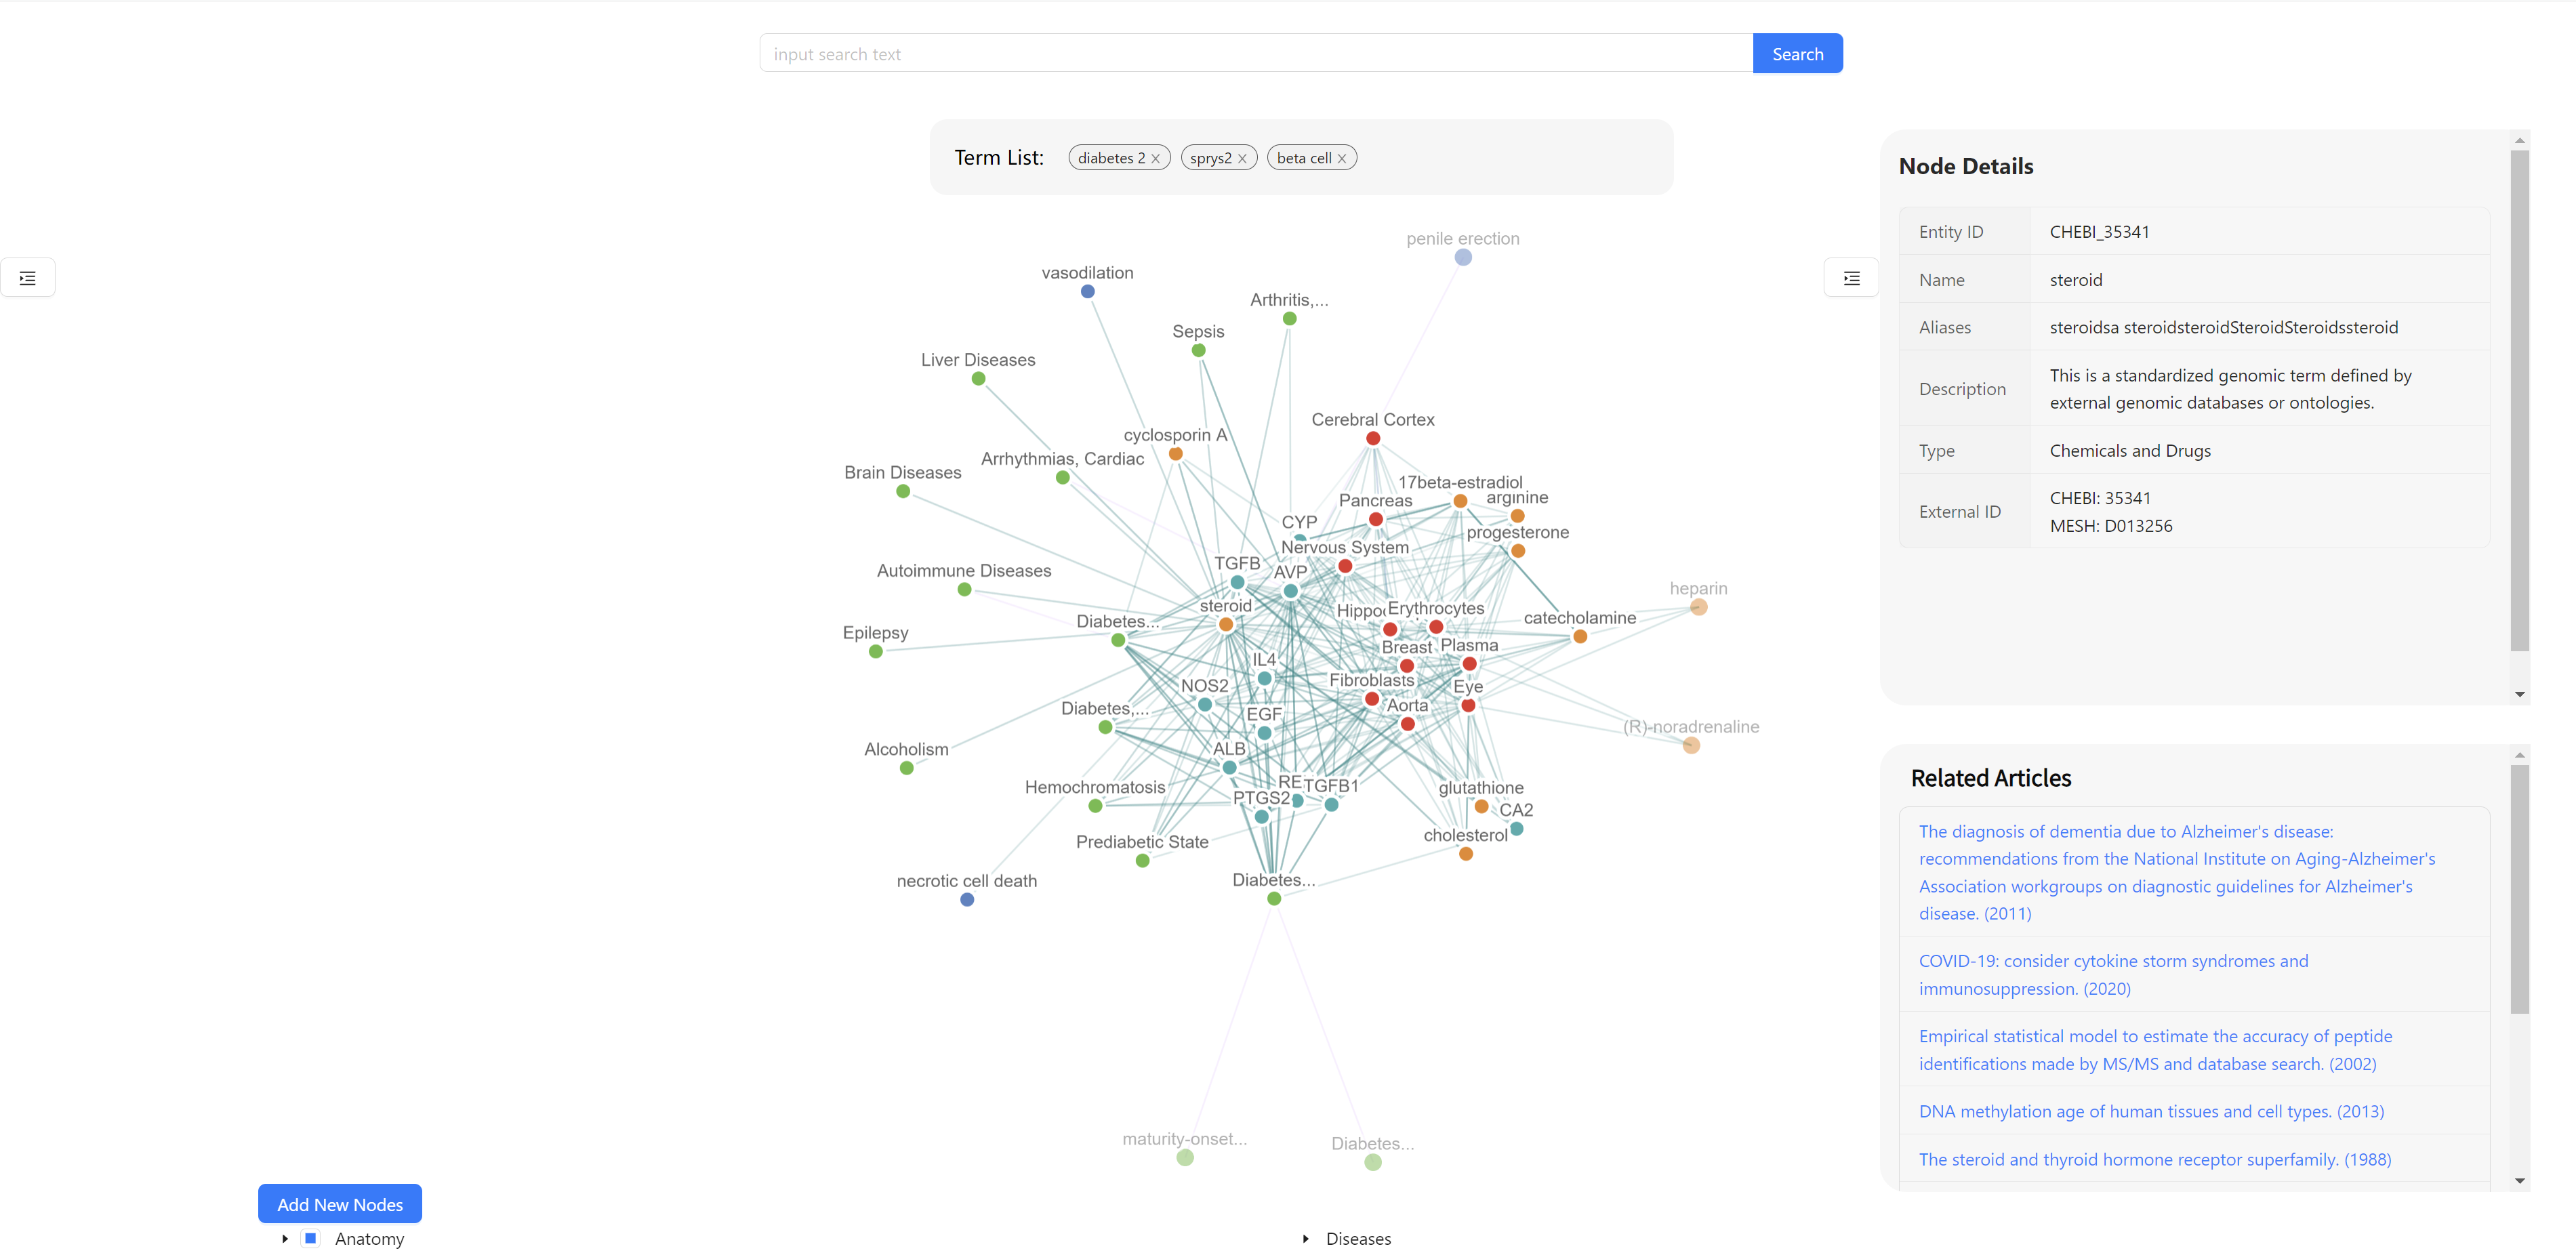 input search text
Search
Term List:
diabetes 2
sprys2
beta cell
penile erection
vasodilation
Arthritis,...
Sepsis
Liver Diseases
Cerebral Cortex
cyclosporin A
Arrhythmias, Cardiac
Brain Diseases
17beta-estradiol
Pancreas
arginine
CYP
progesterone
Nervous System
TGFB
AVP
Autoimmune Diseases
heparin
steroid
Erythrocytes
catecholamine
Diabetes...
Epilepsy
Breast
Plasma
IL4
Fibroblasts
NOS2
Eye
Diabetes,...
Aorta
EGF
(R)-noradrenaline
Alcoholism
ALB
Hemochromatosis
RE
TGFB1
glutathione
PTGS2
CA2
Prediabetic State
cholesterol
necrotic cell death
Diabetes...
maturity-onset...
Diabetes...
Add New Nodes
Anatomy
Diseases
Node Details
Entity ID CHEBI_35341
Name steroid
Aliases steroidsa steroidsteroidSteroidSteroidssteroid
Description This is a standardized genomic term defined by
external genomic databases or ontologies.
Type Chemicals and Drugs
External ID CHEBI: 35341
MESH: D013256
Related Articles
The diagnosis of dementia due to Alzheimer's disease:
recommendations from the National Institute on Aging-Alzheimer's
Association workgroups on diagnostic guidelines for Alzheimer's
disease. (2011)
COVID-19: consider cytokine storm syndromes and
immunosuppression. (2020)
Empirical statistical model to estimate the accuracy of peptide
identifications made by MS/MS and database search. (2002)
DNA methylation age of human tissues and cell types. (2013)
The steroid and thyroid hormone receptor superfamily. (1988)